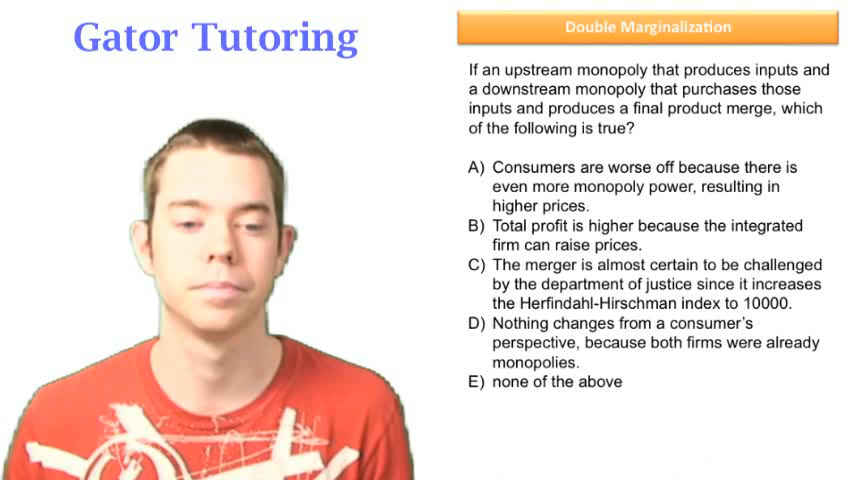 Gator Tutoring
Double Marginalization
If an upstream monopoly that produces inputs and
a downstream monopoly that purchases those
inputs and produces a final product merge, which
of the following is true?
A) Consumers are worse off because there is
even more monopoly power, resulting in
higher prices.
B) Total profit is higher because the integrated
firm can raise prices.
C) The merger is almost certain to be challenged
by the department of justice since it increases
the Herfindahl-Hirschman index to 10000.
D) Nothing changes from a consumer’s
perspective, because both firms were already
monopolies.
E) none of the above